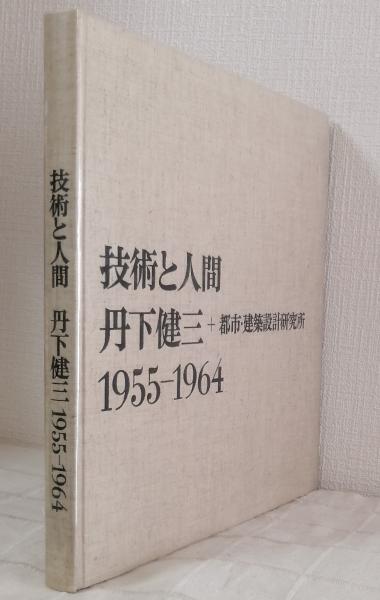 技術と人間 丹下健三 1955-1964
技術と人間
丹下健三+都市・建築設計研究所
1955-1964